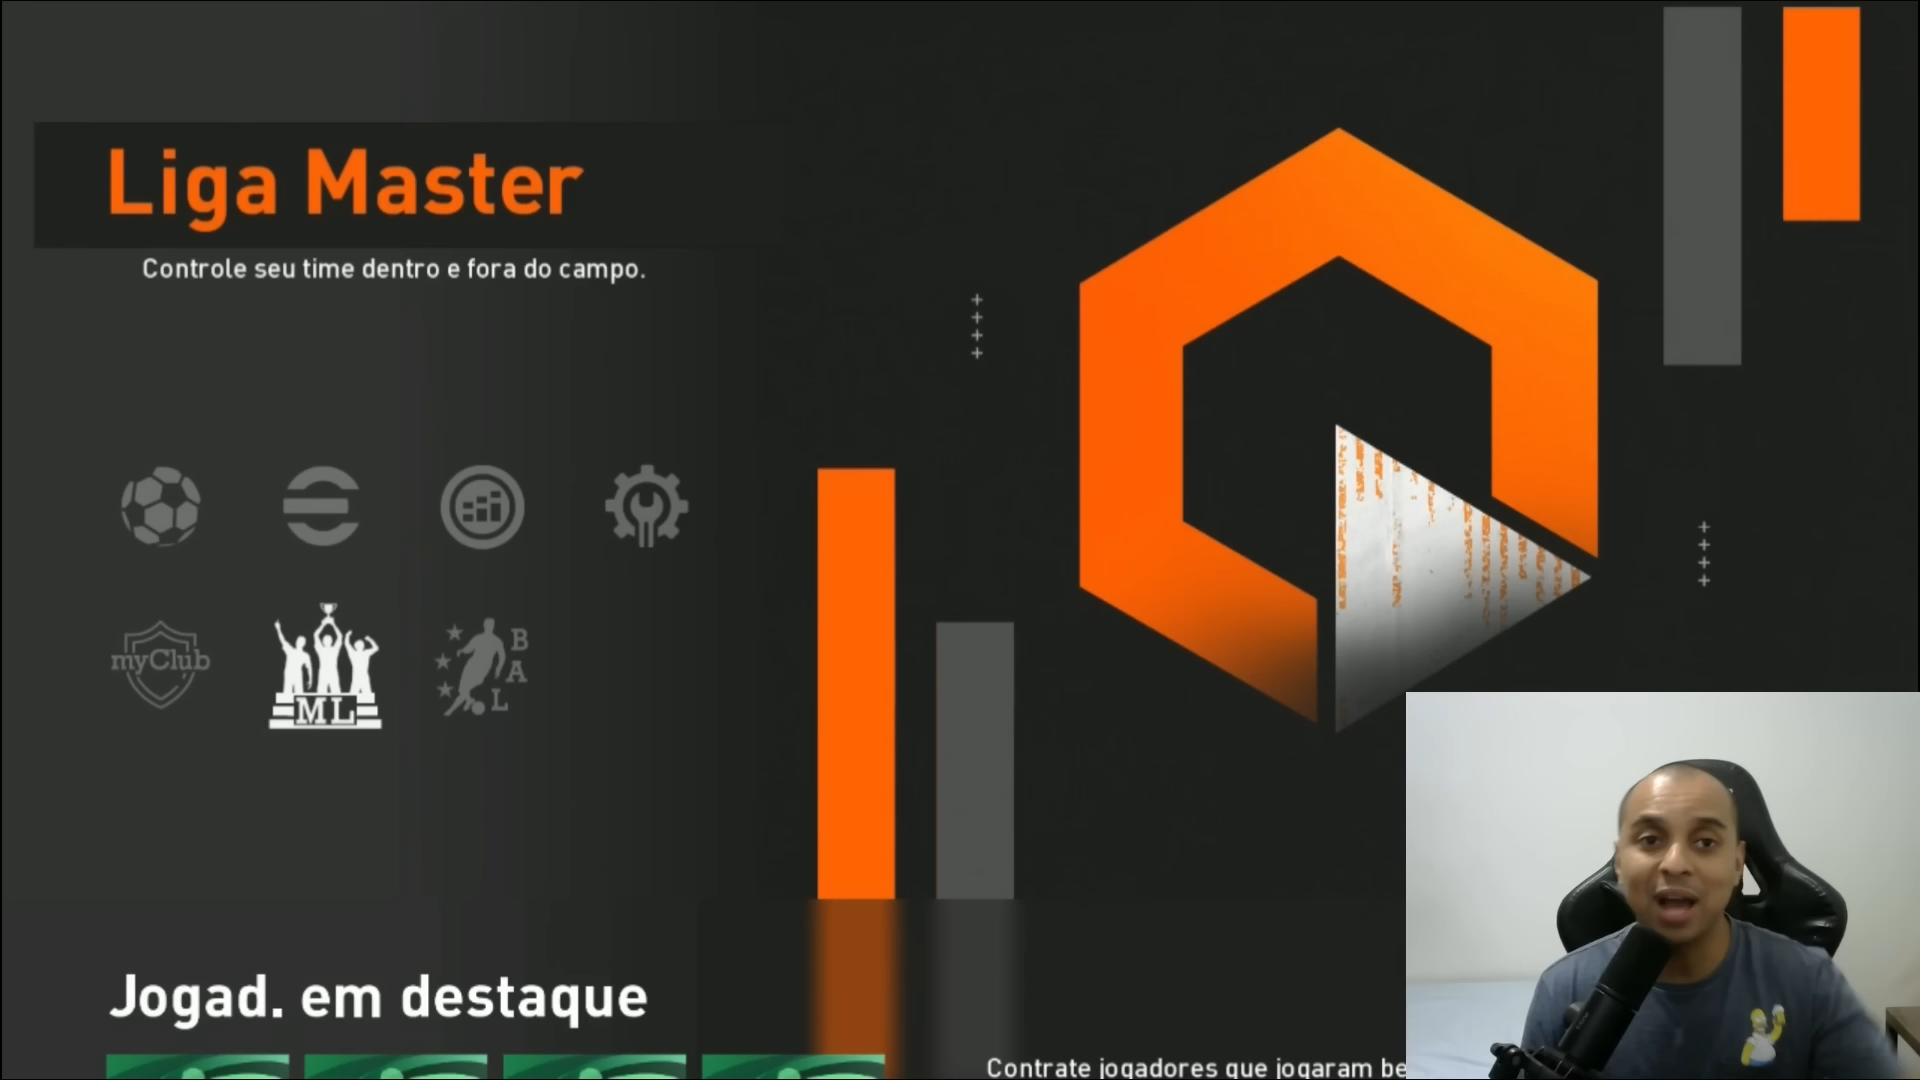 Liga Master
Controle seu time dentro e fora do campo.
myClub
ML
B
A
L
Jogad. em destaque
Contrate jogadores que jogaram be